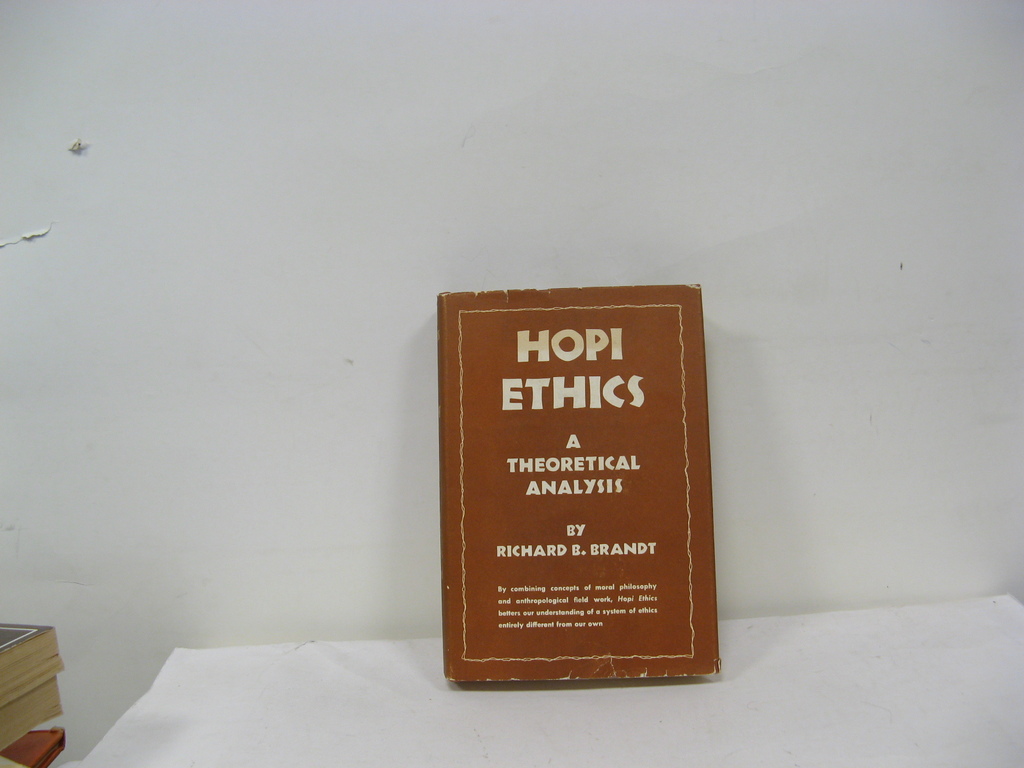 HOPI
ETHICS
A
THEORETICAL
ANALYSIS
BY
RICHARD B. BRANDT
By combining concepts of moral philosophy
and anthropological field work, Hopi Ethics
betters our understanding of a system of ethics
entirely different from our own